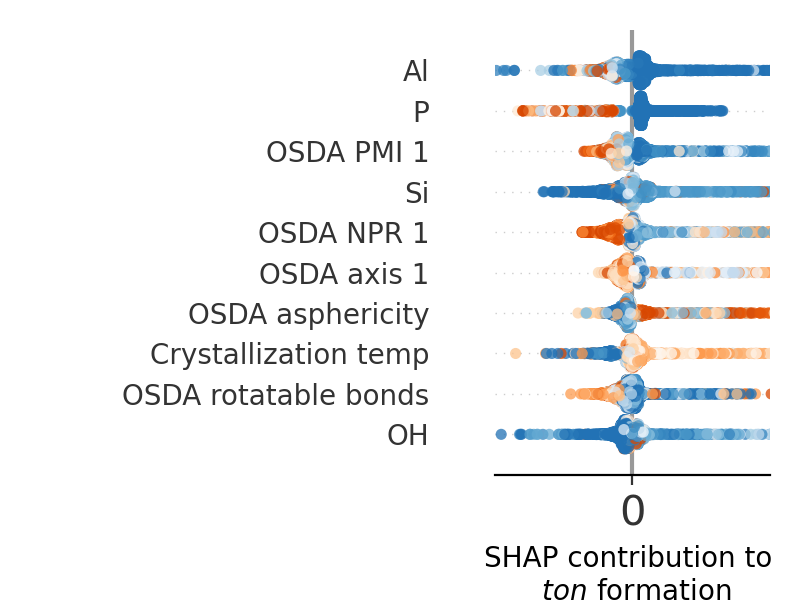 Al
P
OSDA PMI 1
Si
OSDA NPR 1
OSDA axis 1
OSDA asphericity
Crystallization temp
OSDA rotatable bonds
OH
0
SHAP contribution to
ton formation